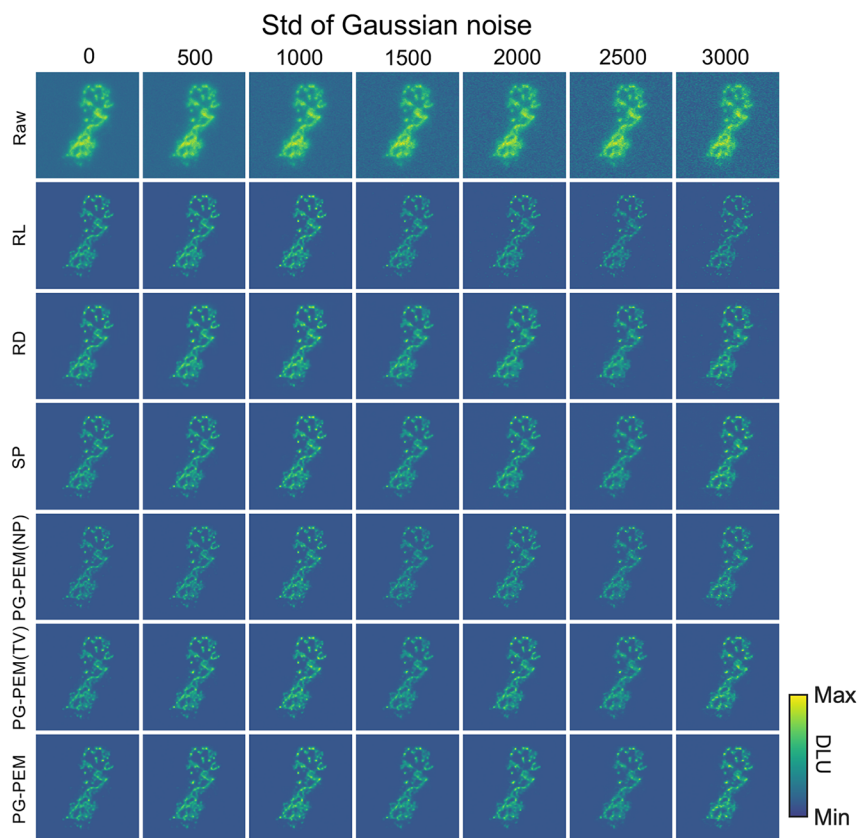 Std of Gaussian noise
0 500 1000 1500 2000 2500 3000
Raw
RL
RD
SP
PG-PEM(NP)
PG-PEM(TV)
PG-PEM
Max
DLU
Min